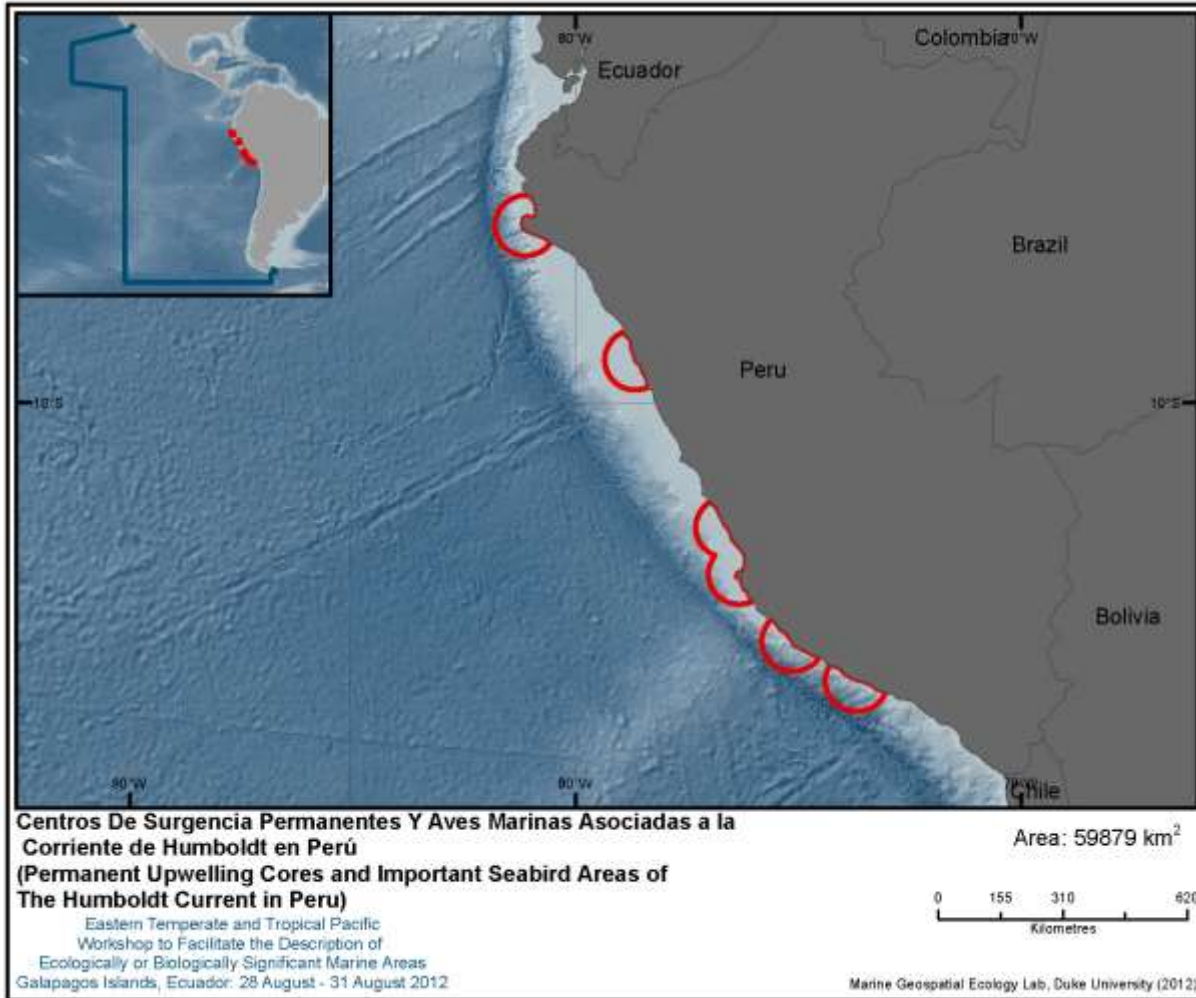 80°W
Colombia
70°W
Ecuador
Brazil
Peru
10°S
10°S
Bolivia
90°W
80°W
70°W
Chile
Centros De Surgencia Permanentes Y Aves Marinas Asociadas a la
Corriente de Humboldt en Perú
(Permanent Upwelling Cores and Important Seabird Areas of
The Humboldt Current in Peru)
Area: 59879 km²
Eastern Temperate and Tropical Pacific
Workshop to Facilitate the Description of
Ecologically or Biologically Significant Marine Areas
Galapagos Islands, Ecuador: 28 August - 31 August 2012
0 155 310 620
Kilometres
Marine Geospatial Ecology Lab, Duke University (2012)